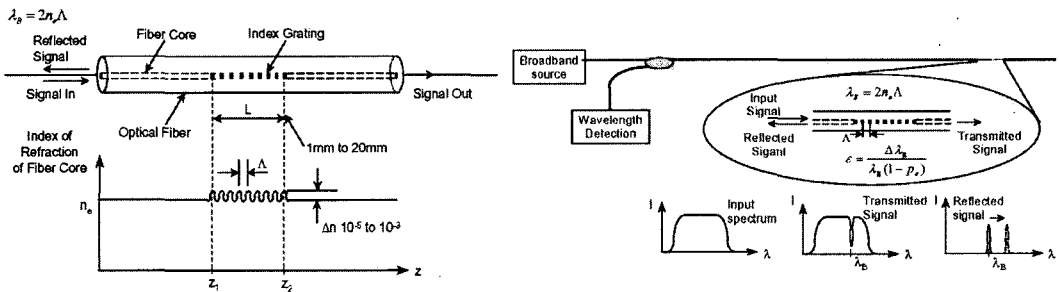 λB = 2neΛ
Reflected
Signal
Fiber Core
Index Grating
Signal In
Signal Out
Optical Fiber
L
1mm to 20mm
Index of
Refraction
of Fiber Core
Λ
ne
Δn 10-5 to 10-3
z1
z2
z
Broadband
source
Wavelength
Detection
λB = 2neΛ
Input
Signal
Reflected
Siganl
Λ
Transmitted
Signal
ε = ΔλB / λB(1 − pe)
I
Input
spectrum
λ
I
Transmitted
Signal
λB
λ
I
Reflected
signal
λB
λ